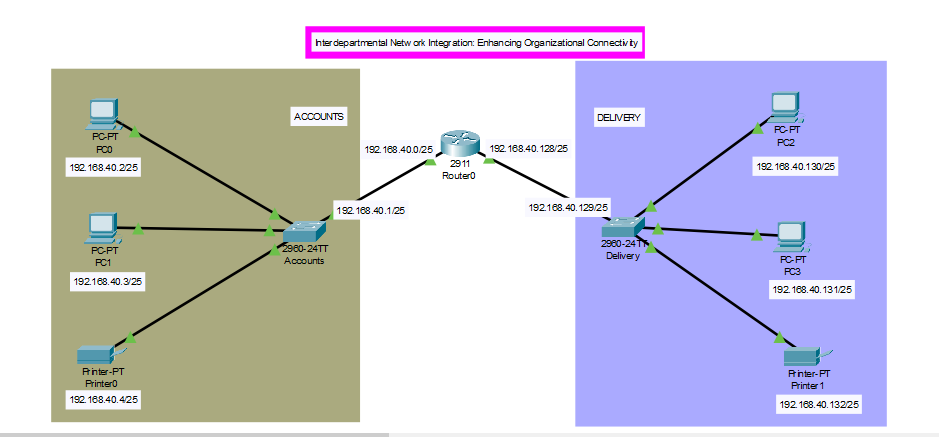 Interdepartmental Network Integration: Enhancing Organizational Connectivity
ACCOUNTS
DELIVERY
PC-PT
PC0
192.168.40.2/25
192.168.40.0/25
192.168.40.128/25
2911
Router0
PC-PT
PC2
192.168.40.130/25
192.168.40.1/25
192.168.40.129/25
PC-PT
PC1
192.168.40.3/25
2960-24TT
Accounts
2960-24TT
Delivery
PC-PT
PC3
192.168.40.131/25
Printer-PT
Printer0
192.168.40.4/25
Printer-PT
Printer1
192.168.40.132/25